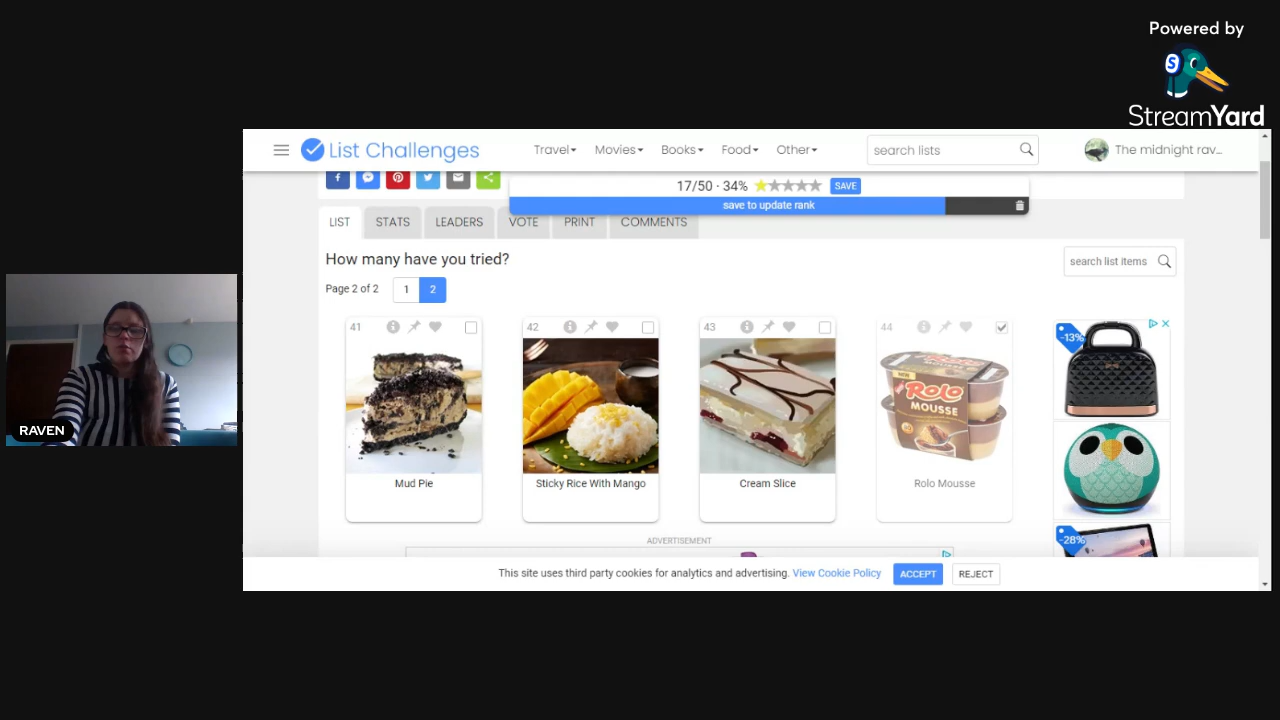 Powered by
S
StreamYard
List Challenges
Travel
Movies
Books
Food
Other
search lists
The midnight rav...
17/50 · 34%
SAVE
save to update rank
LIST
STATS
LEADERS
VOTE
PRINT
COMMENTS
How many have you tried?
search list items
Page 2 of 2
1
2
41
42
43
44
-13%
NEW
Rolo
MOUSSE
RAVEN
Mud Pie
Sticky Rice With Mango
Cream Slice
Rolo Mousse
ADVERTISEMENT
-28%
This site uses third party cookies for analytics and advertising. View Cookie Policy
ACCEPT
REJECT